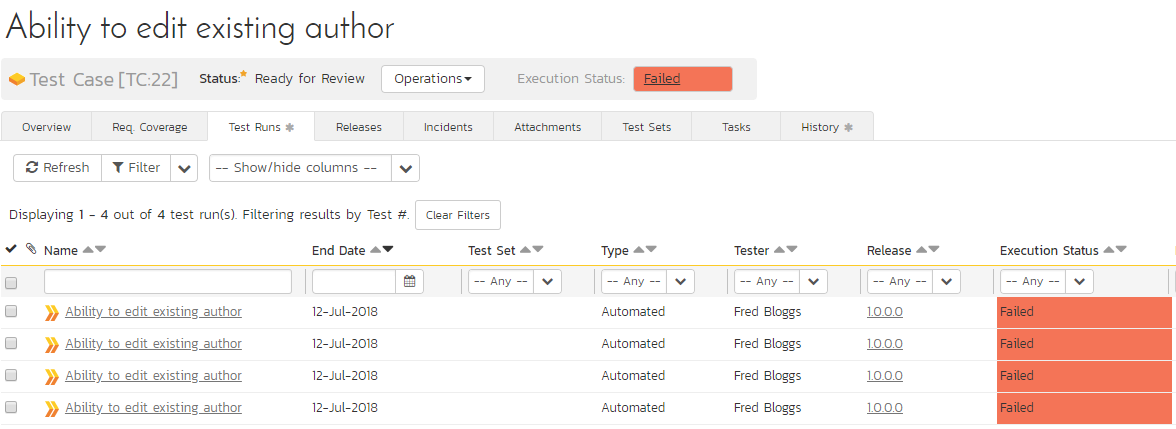 Ability to edit existing author
Test Case [TC:22] Status:* Ready for Review Operations Execution Status: Failed
Overview Req. Coverage Test Runs * Releases Incidents Attachments Test Sets Tasks History *
Refresh Filter -- Show/hide columns --
Displaying 1 - 4 out of 4 test run(s). Filtering results by Test #. Clear Filters
Name End Date Test Set Type Tester Release Execution Status
-- Any -- -- Any -- -- Any -- -- Any -- -- Any --
Ability to edit existing author 12-Jul-2018 Automated Fred Bloggs 1.0.0.0 Failed
Ability to edit existing author 12-Jul-2018 Automated Fred Bloggs 1.0.0.0 Failed
Ability to edit existing author 12-Jul-2018 Automated Fred Bloggs 1.0.0.0 Failed
Ability to edit existing author 12-Jul-2018 Automated Fred Bloggs 1.0.0.0 Failed